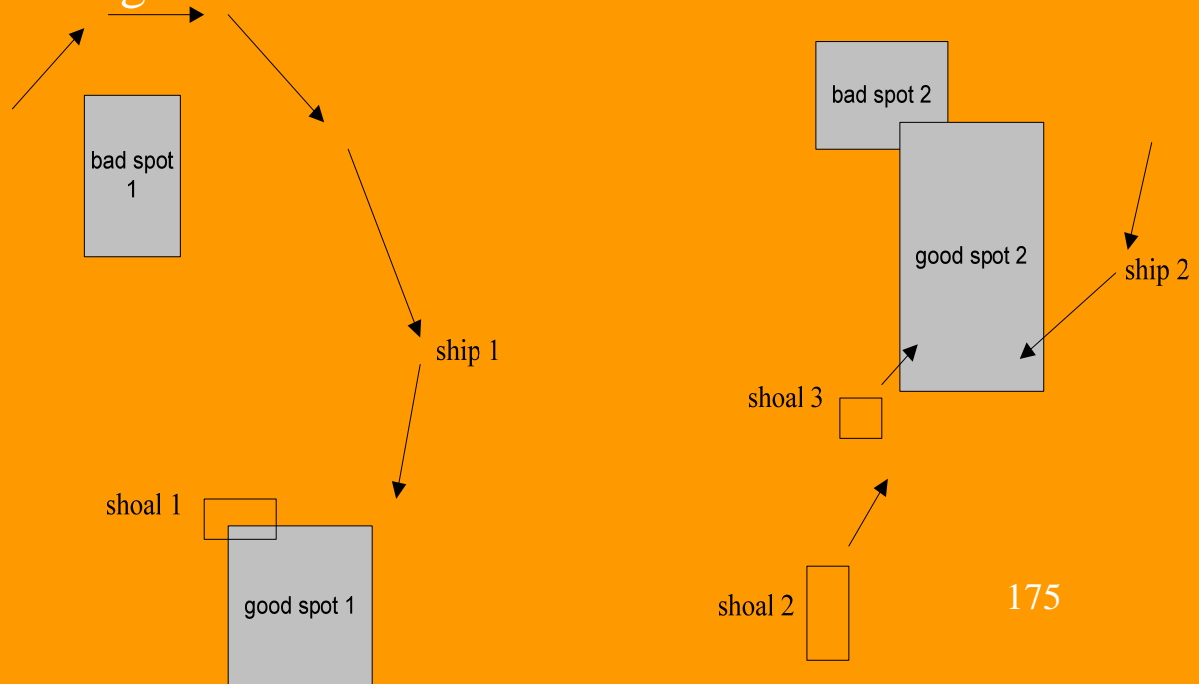 bad spot
1
bad spot 2
good spot 2
ship 2
ship 1
shoal 3
shoal 1
good spot 1
shoal 2
175